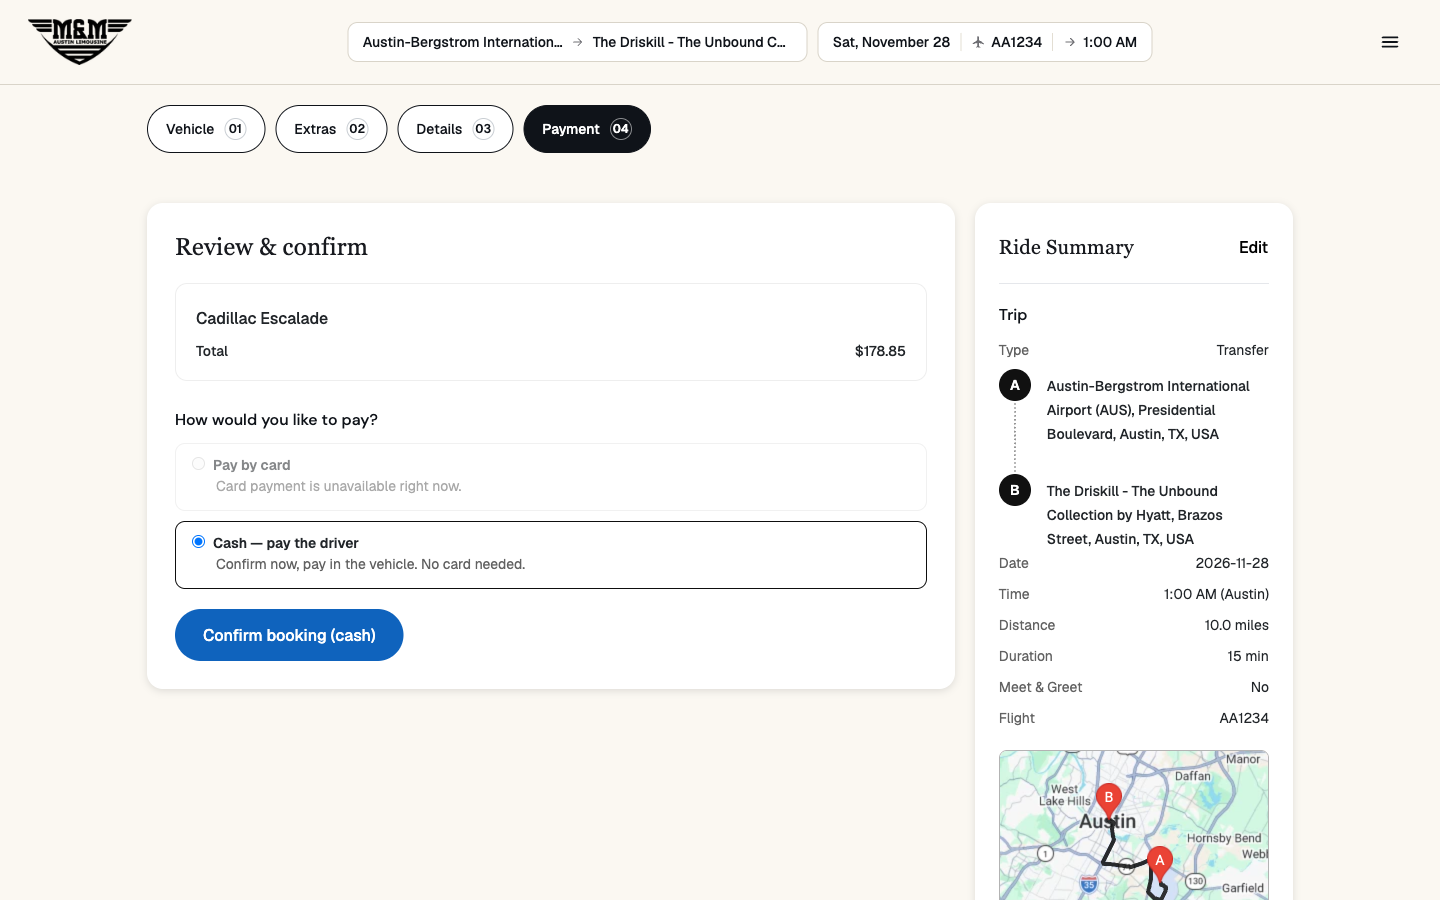 M&M
AUSTIN LIMOUSINE
Austin-Bergstrom Internation... → The Driskill - The Unbound C...
Sat, November 28 AA1234 → 1:00 AM
Vehicle 01
Extras 02
Details 03
Payment 04
Review & confirm
Cadillac Escalade
Total $178.85
How would you like to pay?
Pay by card
Card payment is unavailable right now.
Cash — pay the driver
Confirm now, pay in the vehicle. No card needed.
Confirm booking (cash)
Ride Summary Edit
Trip
Type Transfer
A Austin-Bergstrom International
Airport (AUS), Presidential
Boulevard, Austin, TX, USA
B The Driskill - The Unbound
Collection by Hyatt, Brazos
Street, Austin, TX, USA
Date 2026-11-28
Time 1:00 AM (Austin)
Distance 10.0 miles
Duration 15 min
Meet & Greet No
Flight AA1234
Manor
Daffan
West
Lake Hills
B
Austin
Hornsby Bend
1
A
35
130
Garfield